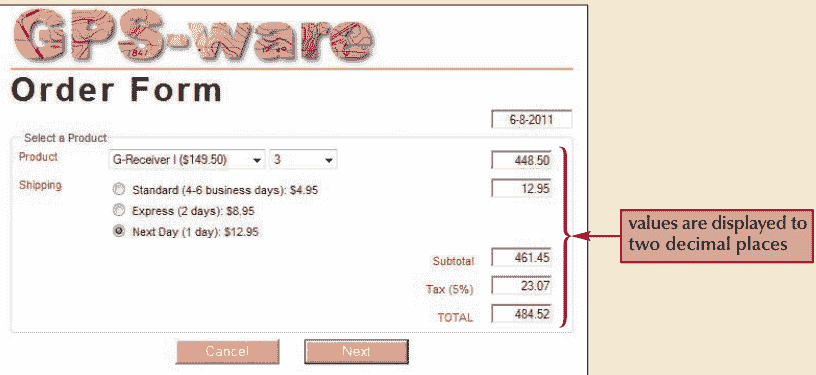 GPS-ware
1847
Order Form
6-8-2011
Select a Product
Product G-Receiver I ($149.50) 3 448.50
Shipping Standard (4-6 business days): $4.95 12.95
Express (2 days): $8.95
Next Day (1 day): $12.95
Subtotal 461.45
Tax (5%) 23.07
TOTAL 484.52
Cancel Next
values are displayed to
two decimal places